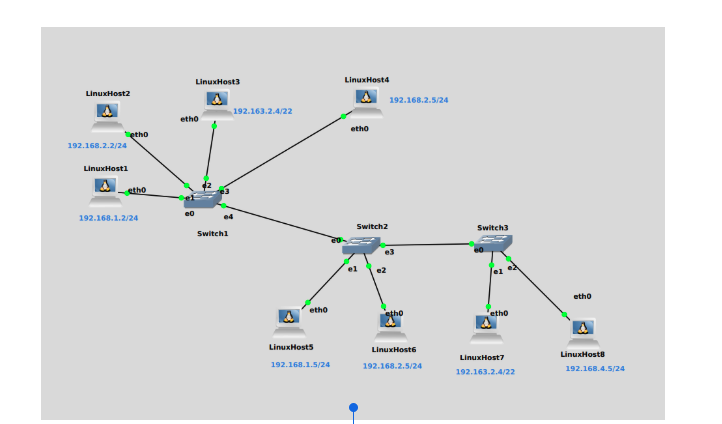 LinuxHost4
LinuxHost3
LinuxHost2
192.168.2.5/24
192.163.2.4/22
eth0
eth0
eth0
192.168.2.2/24
LinuxHost1
e2
eth0
e3
e1
e0
e4
192.168.1.2/24
Switch1
Switch2
Switch3
e0
e3
e0
e1
e2
e1
e2
eth0
eth0
eth0
eth0
LinuxHost5
LinuxHost6
LinuxHost7
LinuxHost8
192.168.1.5/24
192.168.2.5/24
192.163.2.4/22
192.168.4.5/24